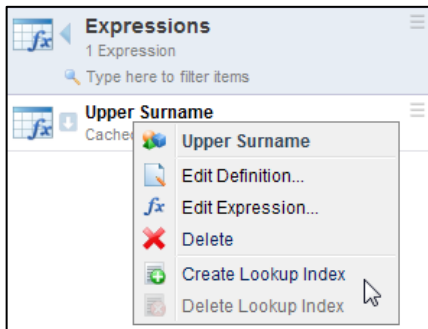 Expressions
1 Expression
Type here to filter items
Upper Surname
Cached
Upper Surname
Edit Definition...
fx Edit Expression...
Delete
Create Lookup Index
Delete Lookup Index